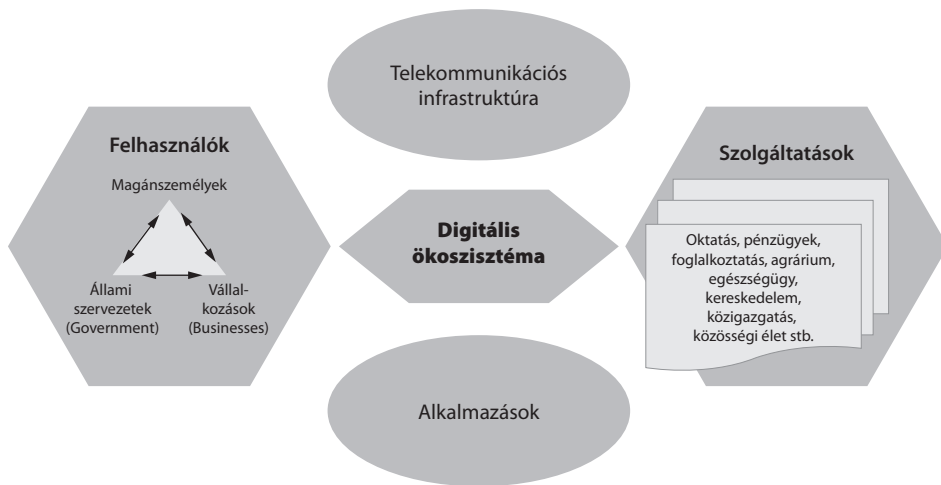 Telekommunikációs
infrastruktúra
Felhasználók
Magánszemélyek
Állami
szervezetek
(Government)
Vállal-
kozások
(Businesses)
Digitális
ökoszisztéma
Szolgáltatások
Oktatás, pénzügyek,
foglalkoztatás, agrárium,
egészségügy,
kereskedelem,
közigazgatás,
közösségi élet stb.
Alkalmazások